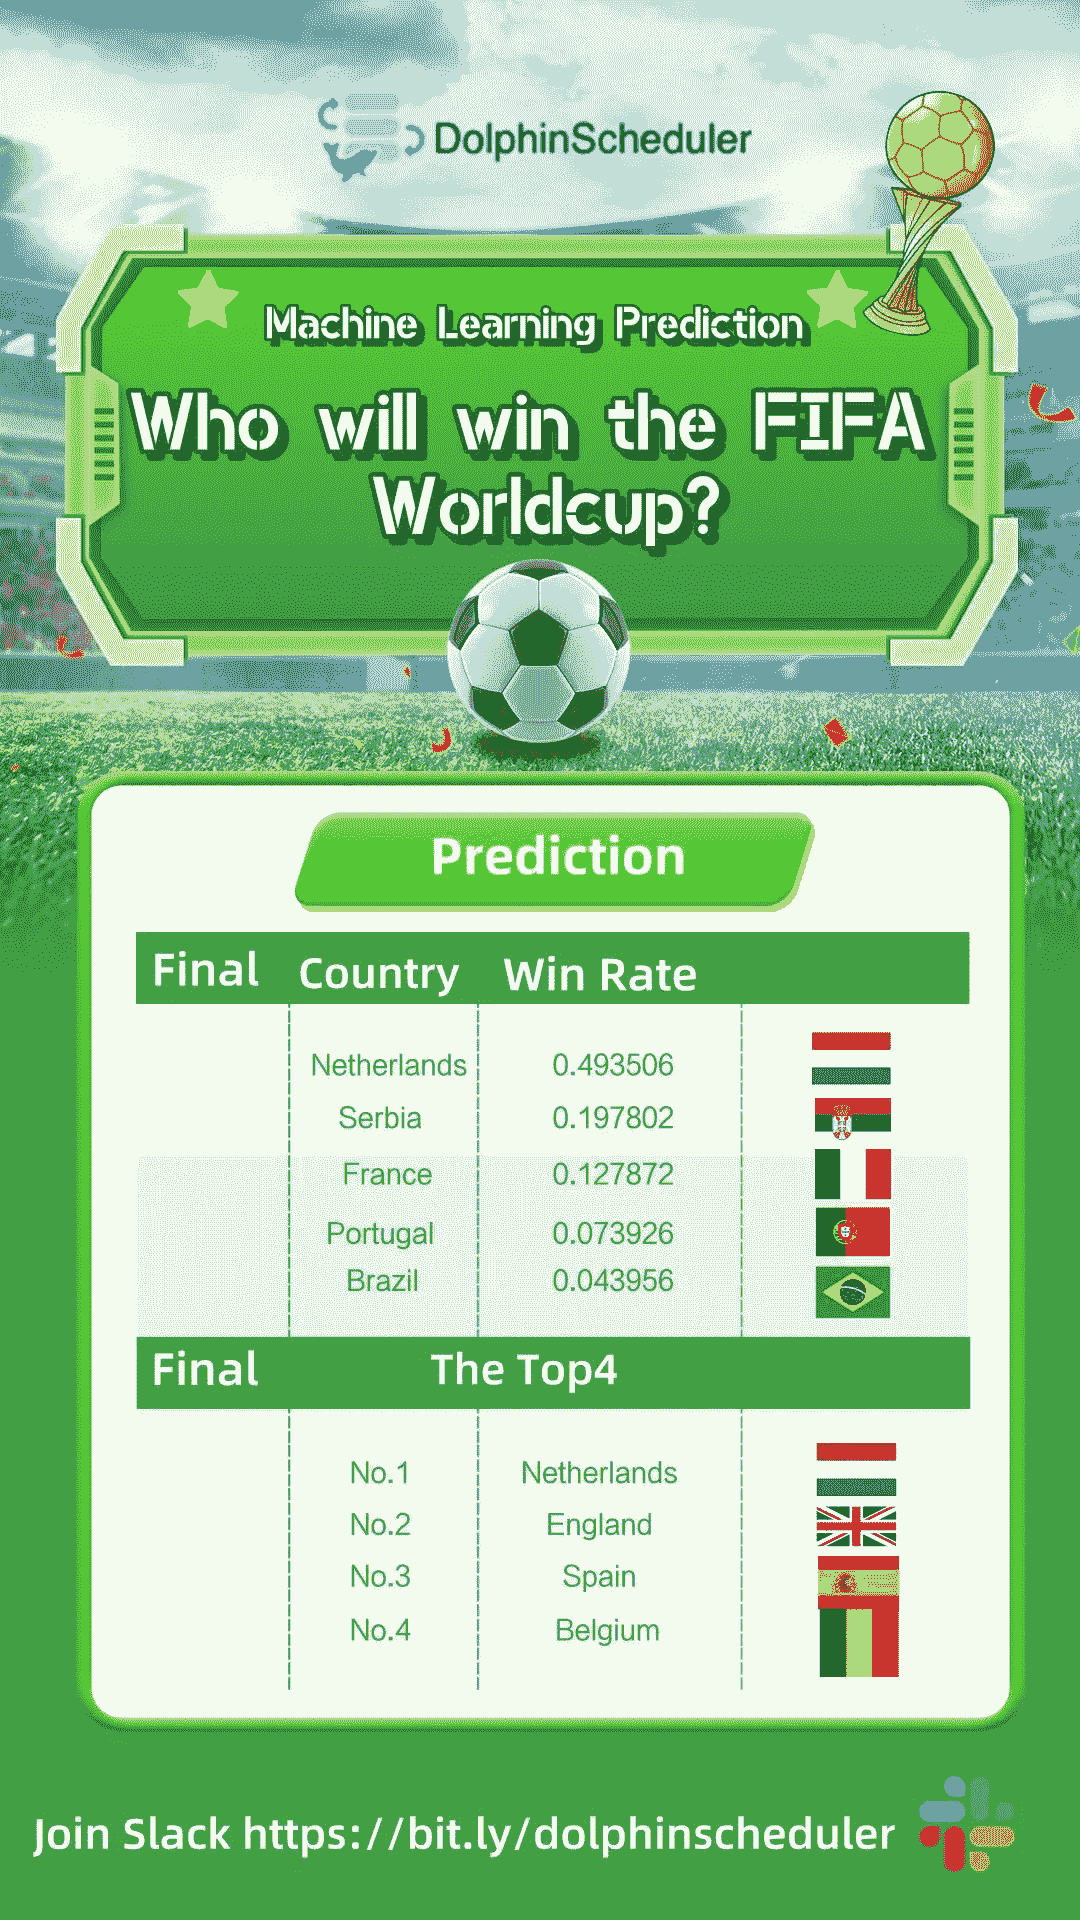 DolphinScheduler
Machine Learning Prediction
Who will win the FIFA
Worldcup?
Prediction
Final Country Win Rate
Netherlands 0.493506
Serbia 0.197802
France 0.127872
Portugal 0.073926
Brazil 0.043956
Final The Top4
No.1 Netherlands
No.2 England
No.3 Spain
No.4 Belgium
Join Slack https://bit.ly/dolphinscheduler